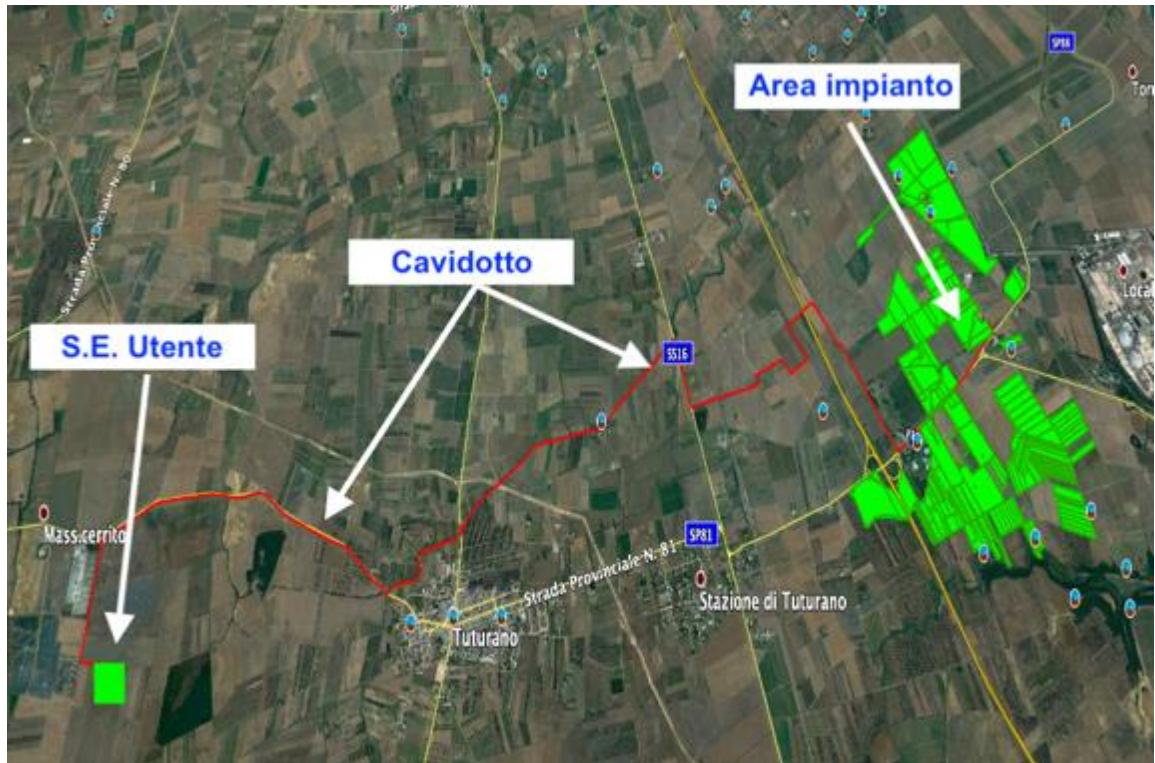 SP88
Area impianto
Strada Provinciale N. 80
Cavidotto
Local
S.E. Utente
SS16
Mass.cerrito
SP81
Strada Provinciale N. 81
Stazione di Tuturano
Tuturano